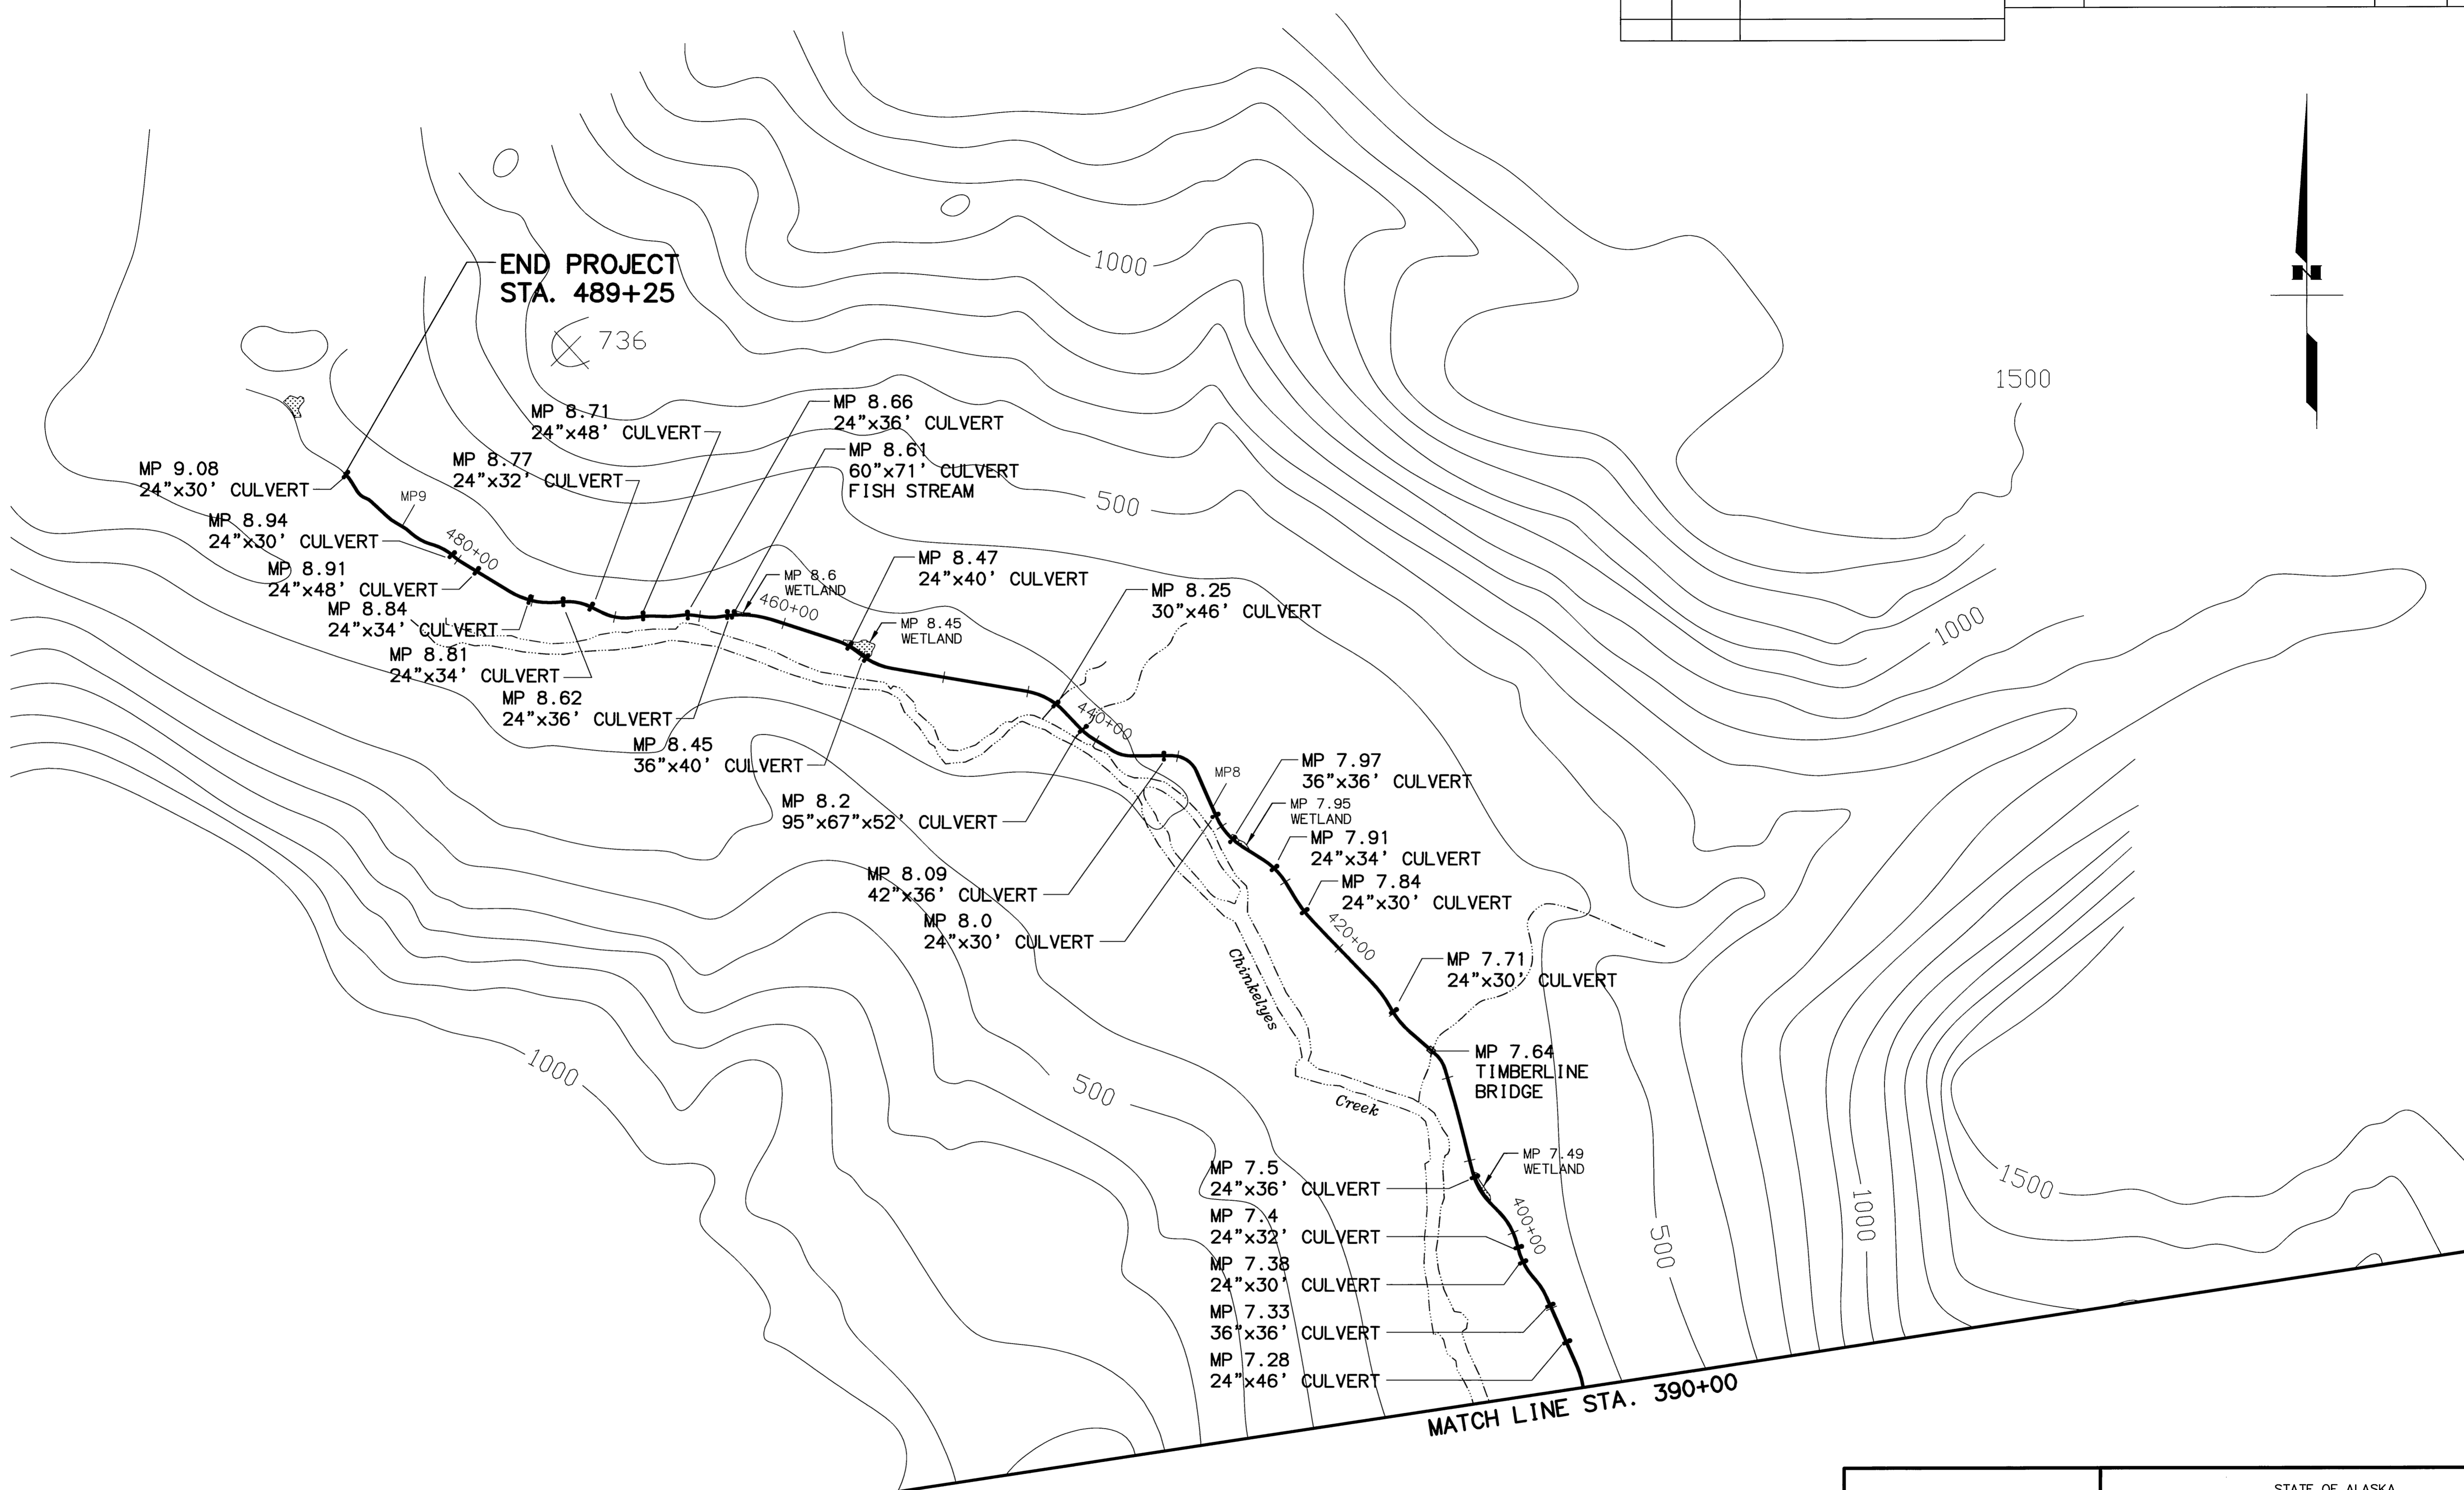 N
1000
END PROJECT
STA. 489+25
736
1500
MP 8.71
24"x48' CULVERT
MP 8.66
24"x36' CULVERT
MP 8.77
24"x32' CULVERT
MP 8.61
60"x71' CULVERT
FISH STREAM
MP 9.08
24"x30' CULVERT
MP9
500
MP 8.94
24"x30' CULVERT
480+00
MP 8.91
24"x48' CULVERT
MP 8.84
24"x34' CULVERT
MP 8.81
24"x34' CULVERT
MP 8.62
24"x36' CULVERT
MP 8.45
36"x40' CULVERT
MP 8.6
WETLAND
460+00
MP 8.47
24"x40' CULVERT
MP 8.45
WETLAND
MP 8.25
30"x46' CULVERT
1000
440+00
MP8
MP 7.97
36"x36' CULVERT
MP 7.95
WETLAND
MP 8.2
95"x67"x52' CULVERT
MP 7.91
24"x34' CULVERT
MP 7.84
24"x30' CULVERT
MP 8.09
42"x36' CULVERT
MP 8.0
24"x30' CULVERT
420+00
MP 7.71
24"x30' CULVERT
Chinkelyes
Creek
MP 7.64
TIMBERLINE
BRIDGE
1000
500
MP 7.49
WETLAND
MP 7.5
24"x36' CULVERT
MP 7.4
24"x32' CULVERT
MP 7.38
24"x30' CULVERT
MP 7.33
36"x36' CULVERT
MP 7.28
24"x46' CULVERT
400+00
500
1000
1500
MATCH LINE STA. 390+00
STATE OF ALASKA